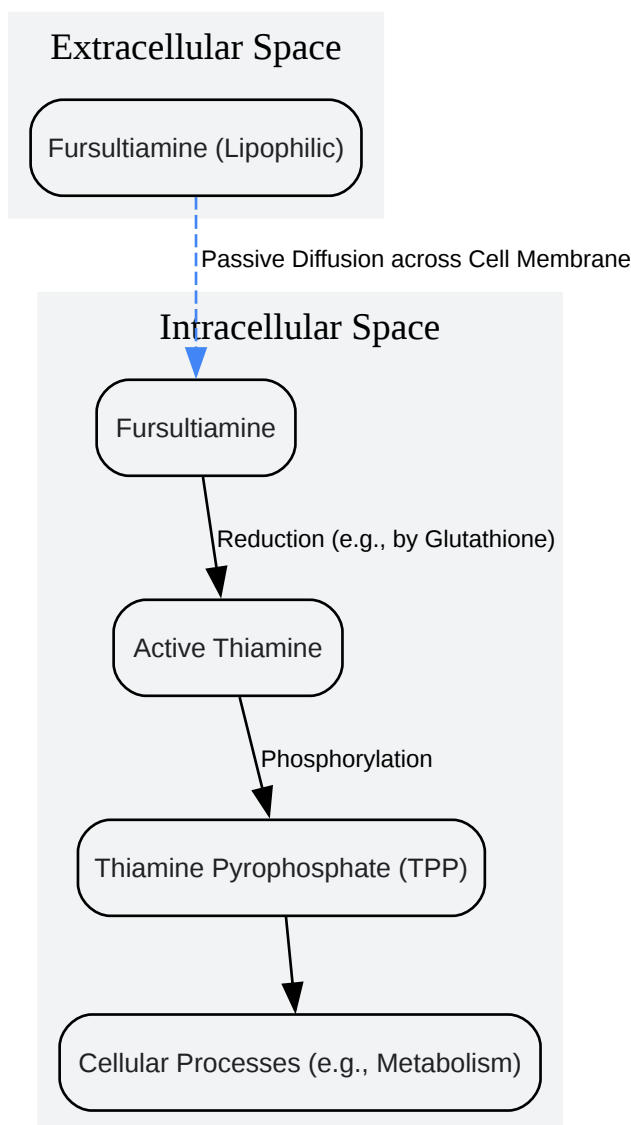 Extracellular Space
Fursultiamine (Lipophilic)
Passive Diffusion across Cell Membrane
Intracellular Space
Fursultiamine
Reduction (e.g., by Glutathione)
Active Thiamine
Phosphorylation
Thiamine Pyrophosphate (TPP)
Cellular Processes (e.g., Metabolism)